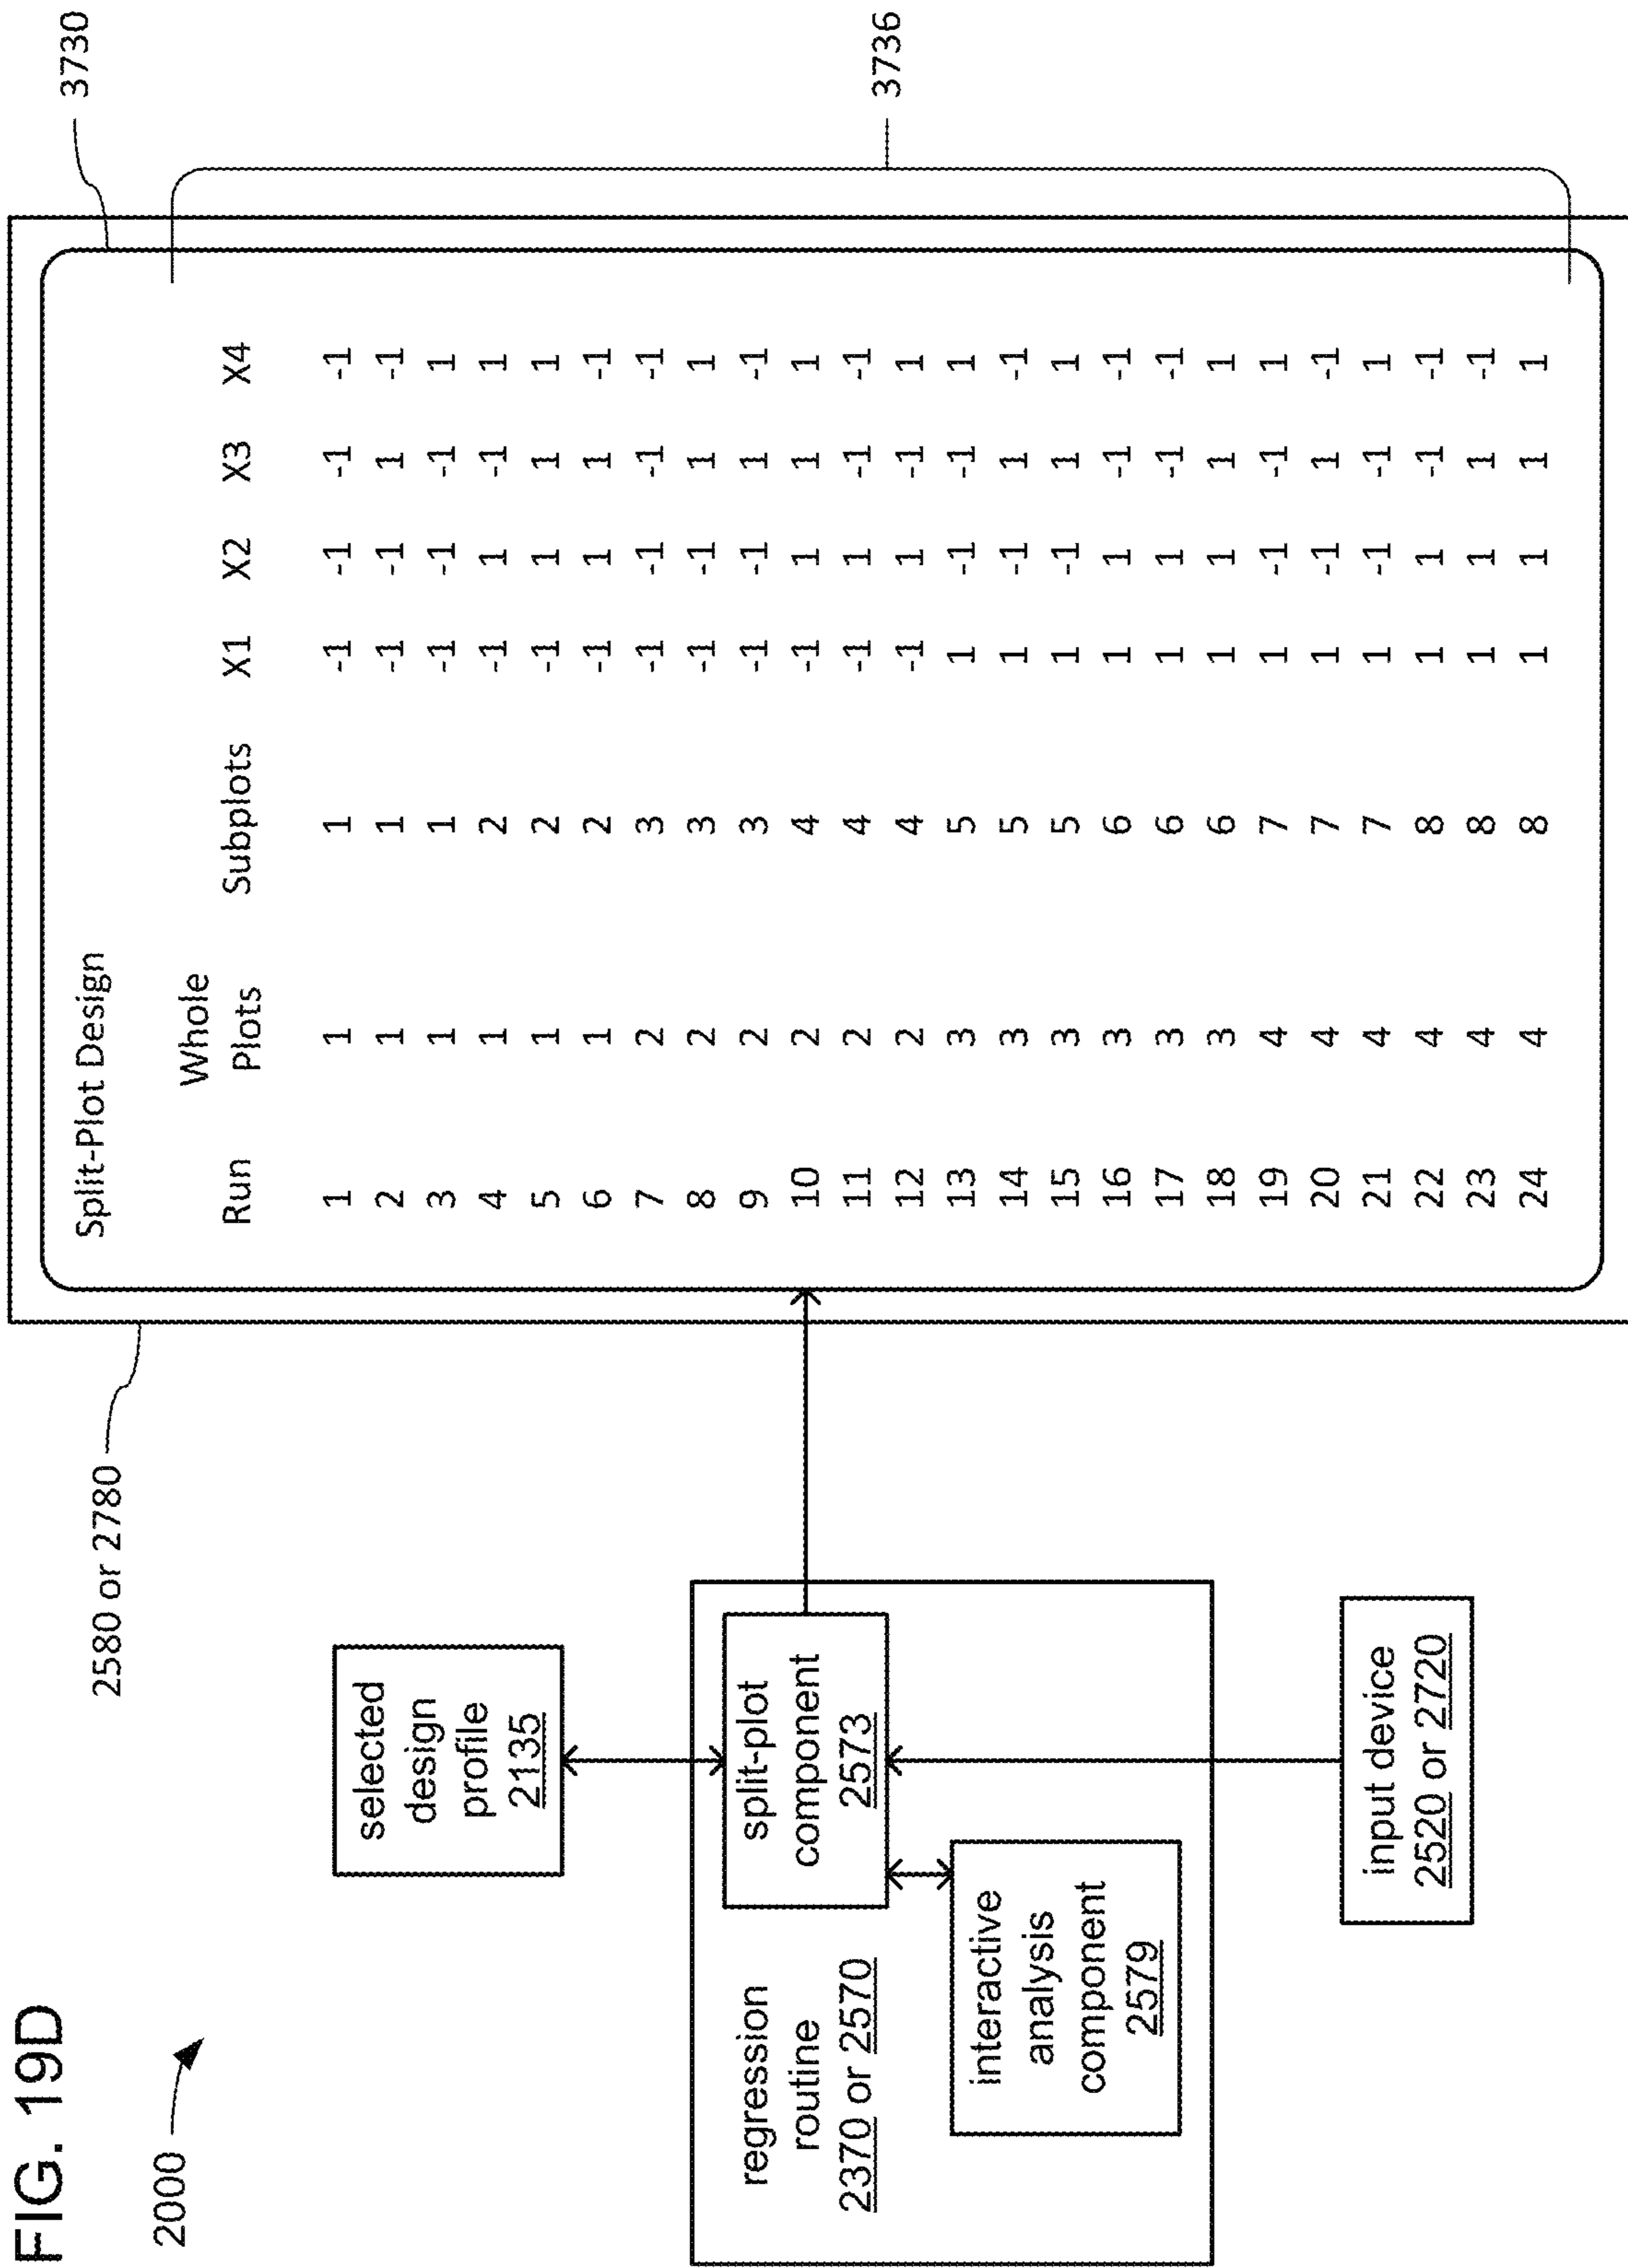 FIG. 19D
2000
2580 or 2780
3730
selected
design
profile
2135
regression
routine
2370 or 2570
split-plot
component
2573
interactive
analysis
component
2579
input device
2520 or 2720
Split-Plot Design
Whole
Run Plots Subplots X1 X2 X3 X4
1 1 1 -1 -1 -1 -1
2 1 1 -1 -1 1 -1
3 1 1 -1 -1 -1 1
4 1 2 -1 1 -1 1
5 1 2 -1 1 1 1
6 1 2 -1 1 1 -1
7 2 3 -1 -1 -1 -1
8 2 3 -1 -1 1 1
9 2 3 -1 -1 1 -1
10 2 4 -1 1 1 1
11 2 4 -1 1 -1 -1
12 2 4 -1 1 -1 1
13 3 5 1 -1 -1 1
14 3 5 1 -1 1 -1
15 3 5 1 -1 1 1
16 3 6 1 1 -1 -1
17 3 6 1 1 -1 -1
18 3 6 1 1 1 1
19 4 7 1 -1 -1 1
20 4 7 1 -1 1 -1
21 4 7 1 -1 -1 1
22 4 8 1 1 -1 -1
23 4 8 1 1 1 -1
24 4 8 1 1 1 1
3736